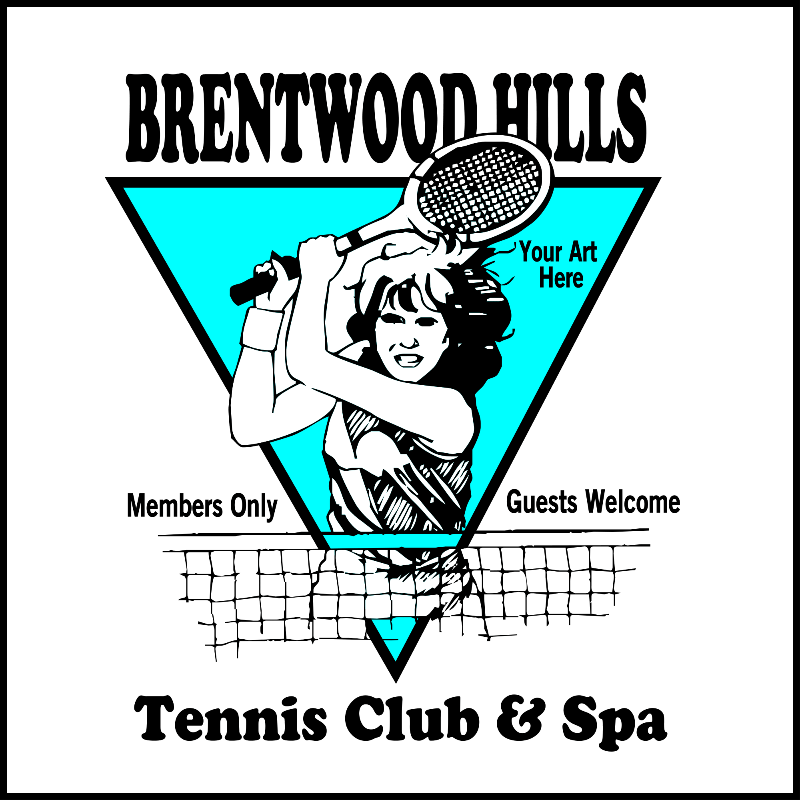 BRENTWOOD HILLS
Your Art
Here
Members Only
Guests Welcome
Tennis Club & Spa